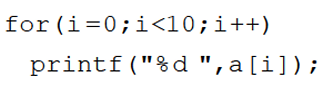 for(i=0;i<10;i++)
printf("%d ",a[i]);